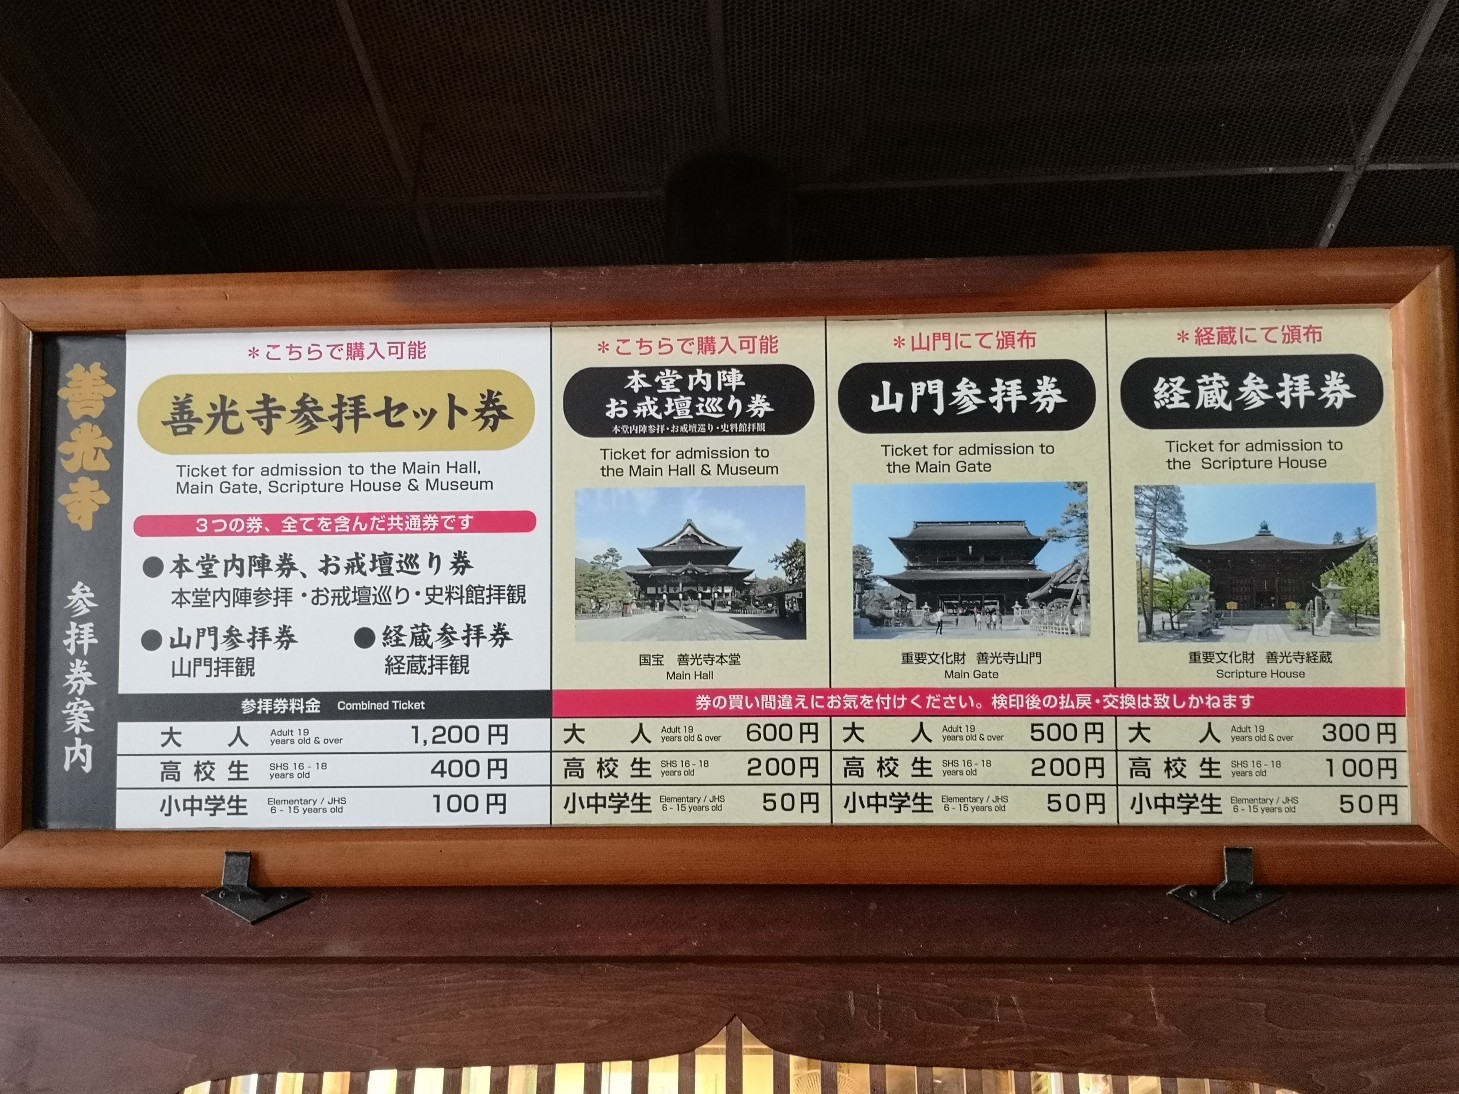 善光寺
参拝券案内
＊こちらで購入可能
善光寺参拝セット券
Ticket for admission to the Main Hall,
Main Gate, Scripture House & Museum
3つの券、全てを含んだ共通券です
●本堂内陣券、お戒壇巡り券
本堂内陣参拝・お戒壇巡り・史料館拝観
●山門参拝券 ●経蔵参拝券
山門拝観 経蔵拝観
参拝券料金 Combined Ticket
大人 Adult 19 years old & over 1,200円
高校生 SHS 16 - 18 years old 400円
小中学生 Elementary / JHS 6 - 15 years old 100円
＊こちらで購入可能
本堂内陣
お戒壇巡り券
本堂内陣参拝・お戒壇巡り・史料館拝観
Ticket for admission to
the Main Hall & Museum
国宝 善光寺本堂
Main Hall
＊山門にて頒布
山門参拝券
Ticket for admission to
the Main Gate
重要文化財 善光寺山門
Main Gate
＊経蔵にて頒布
経蔵参拝券
Ticket for admission to
the Scripture House
重要文化財 善光寺経蔵
Scripture House
券の買い間違えにお気を付けください。検印後の払戻・交換は致しかねます
大人 Adult 19 years old & over 600円
高校生 SHS 16 - 18 years old 200円
小中学生 Elementary / JHS 6 - 15 years old 50円
大人 Adult 19 years old & over 500円
高校生 SHS 16 - 18 years old 200円
小中学生 Elementary / JHS 6 - 15 years old 50円
大人 Adult 19 years old & over 300円
高校生 SHS 16 - 18 years old 100円
小中学生 Elementary / JHS 6 - 15 years old 50円